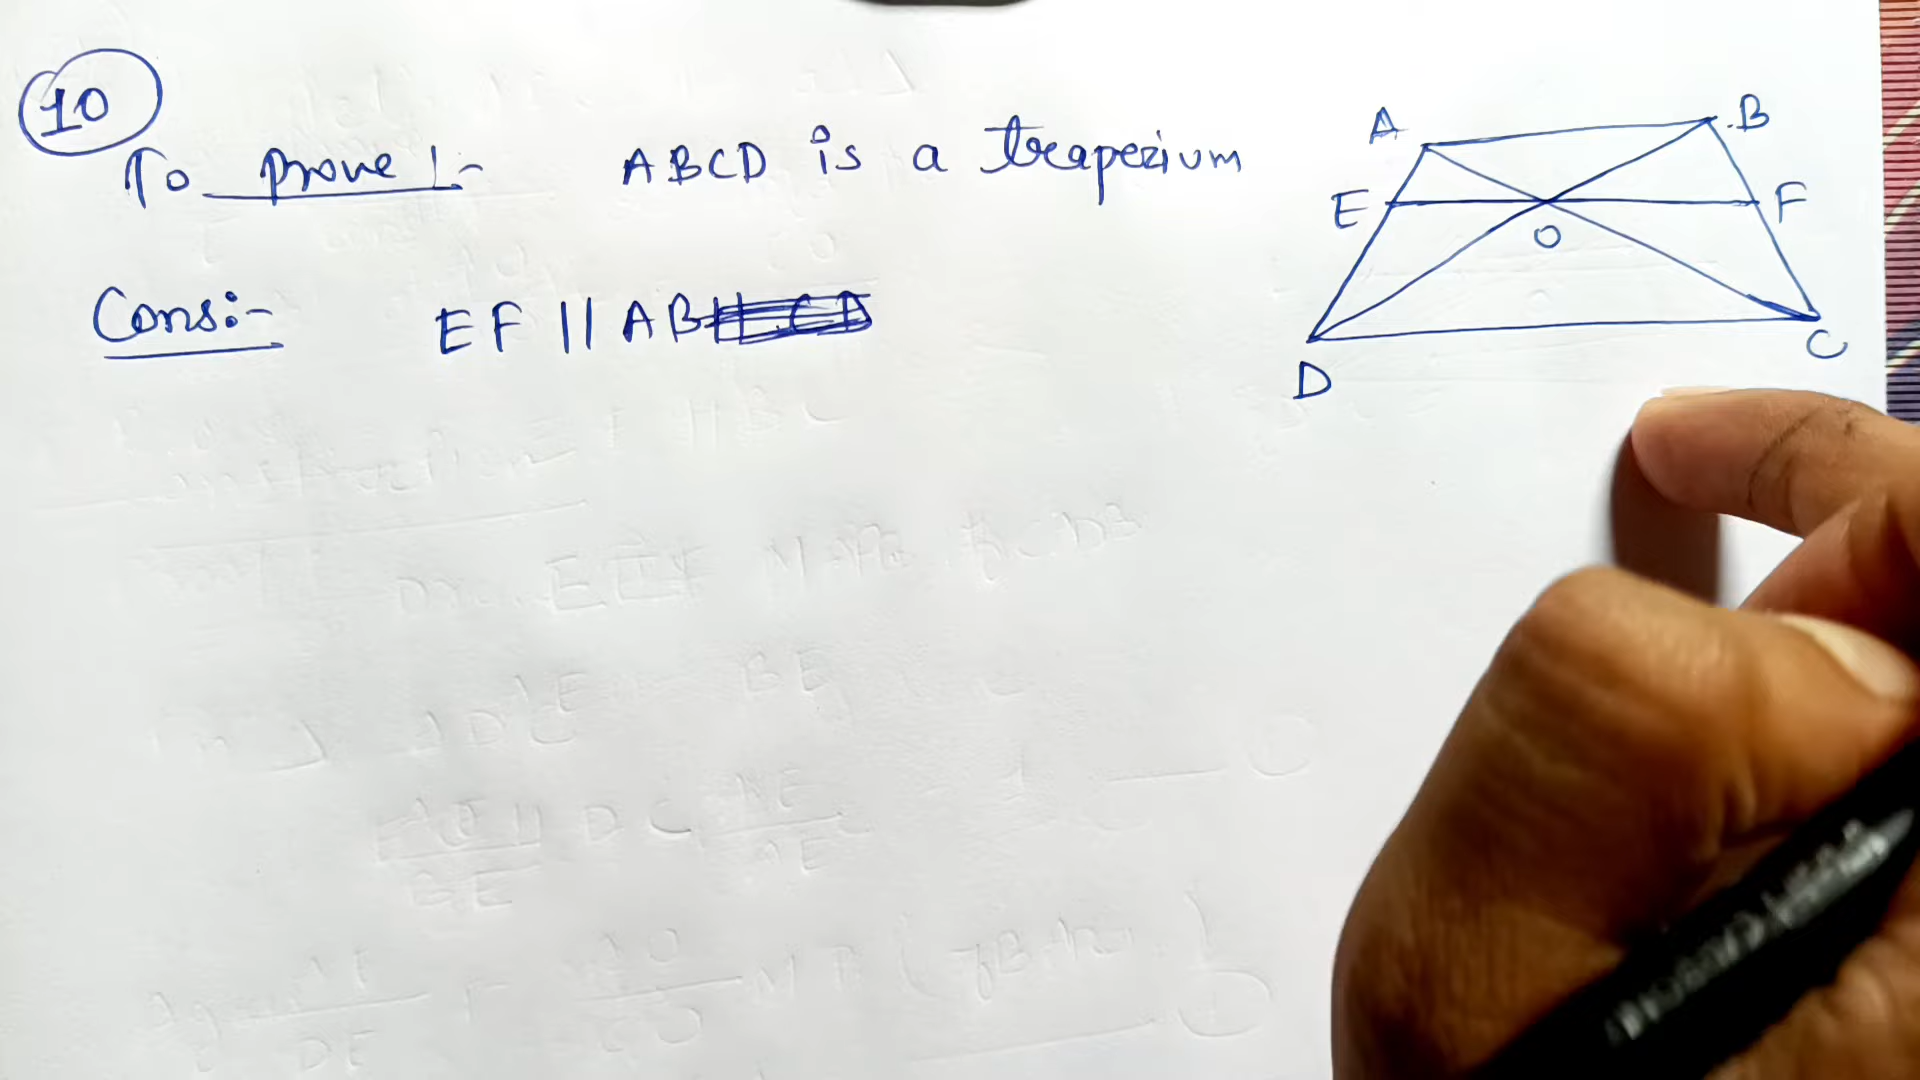 10
To prove :- ABCD is a trapezium
A
B
E
F
O
Cons:- EF || AB
D
C